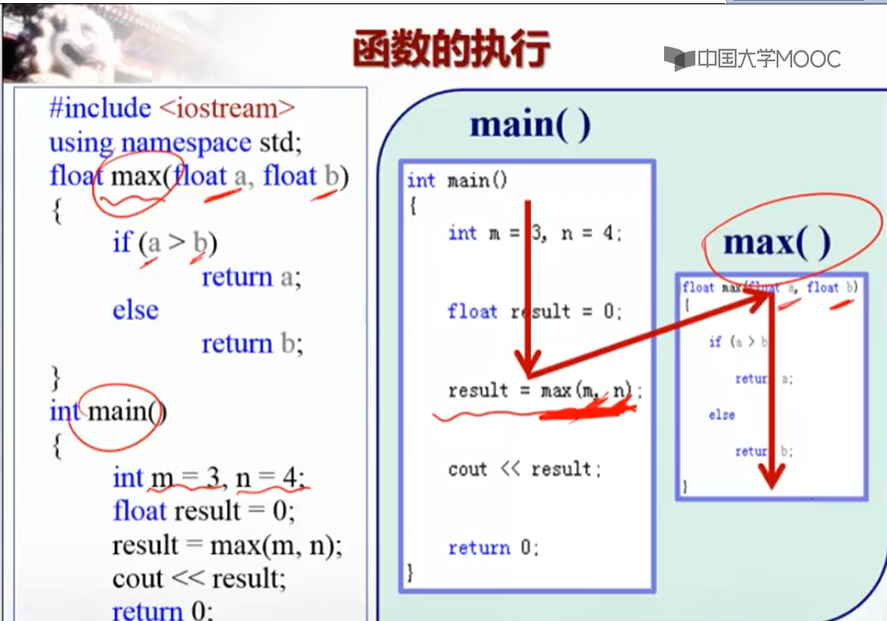 函数的执行
中国大学MOOC
#include <iostream>
using namespace std;
float max(float a, float b)
{
if (a > b)
return a;
else
return b;
}
int main()
{
int m = 3, n = 4;
float result = 0;
result = max(m, n);
cout << result;
return 0;
main( )
int main()
{
int m = 3, n = 4;
float result = 0;
result = max(m, n);
cout << result;
return 0;
}
max( )
float max(float a, float b)
{
if (a > b
return a;
else
return b;
}